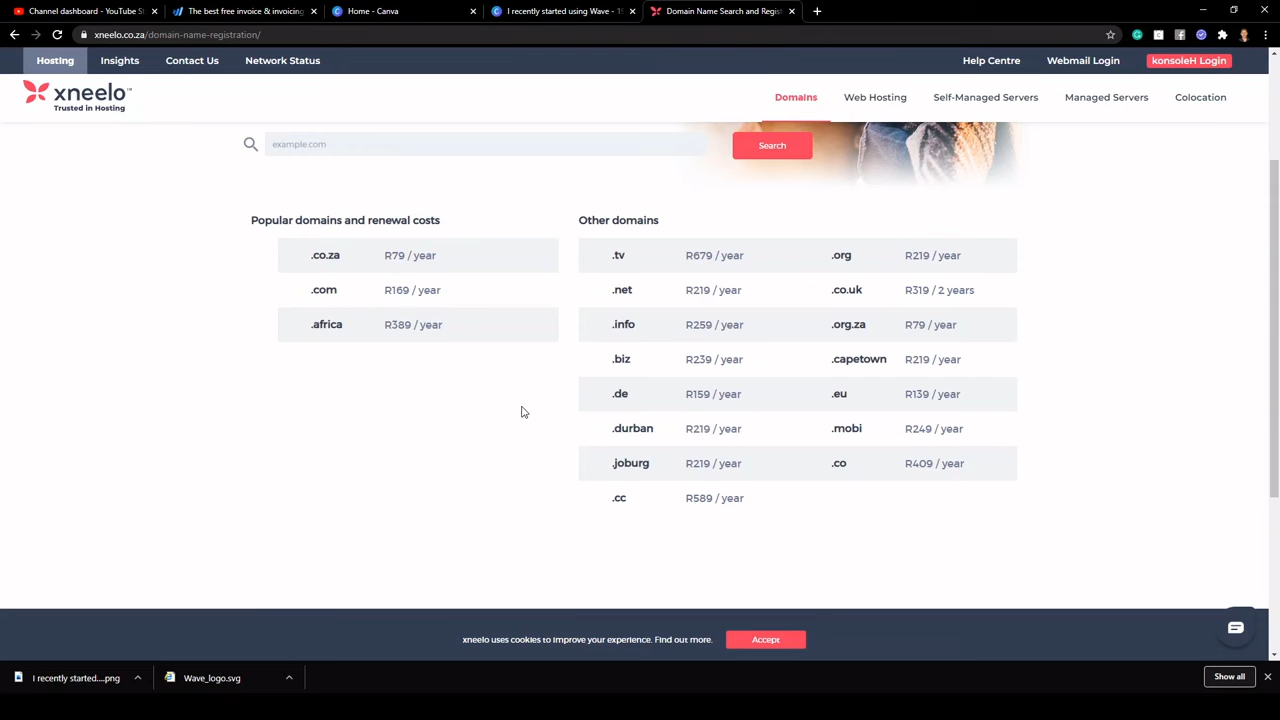 Channel dashboard - YouTube S
The best free invoice & invoicing
Home - Canva
I recently started using Wave - 19
Domain Name Search and Regist
xneelo.co.za/domain-name-registration/
Hosting
Insights
Contact Us
Network Status
Help Centre
Webmail Login
konsoleH Login
xneelo™
Trusted in Hosting
Domains
Web Hosting
Self-Managed Servers
Managed Servers
Colocation
example.com
Search
Popular domains and renewal costs
.co.za R79 / year
.com R169 / year
.africa R389 / year
Other domains
.tv R679 / year .org R219 / year
.net R219 / year .co.uk R319 / 2 years
.info R259 / year .org.za R79 / year
.biz R239 / year .capetown R219 / year
.de R159 / year .eu R139 / year
.durban R219 / year .mobi R249 / year
.joburg R219 / year .co R409 / year
.cc R589 / year
xneelo uses cookies to improve your experience. Find out more.
Accept
I recently started....png
Wave_logo.svg
Show all